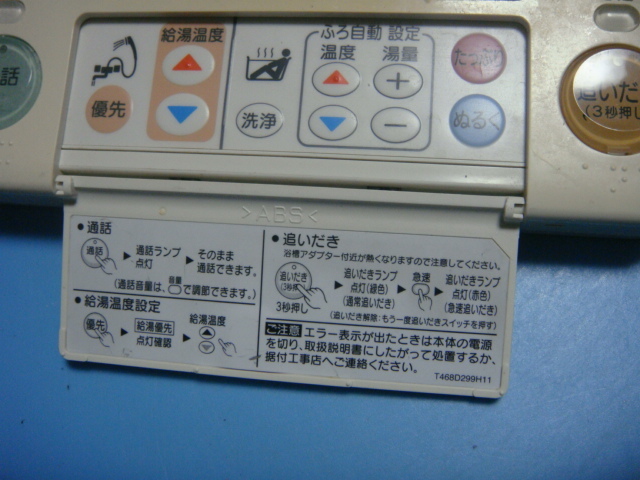 給湯温度
ふろ自動 設定
温度 湯量
優先
洗浄
たっぷり
ぬるく
話
追いだ
(3秒押し
>ABS<
●通話
通話
通話ランプ
点灯
そのまま
通話できます。
音量
(通話音量は、 で調節できます。)
●給湯温度設定
優先
給湯優先
点灯確認
給湯温度
●追いだき
浴槽アダプター付近が熱くなりますので注意してください。
追いだき
(3秒押し)
3秒押し
追いだきランプ
点灯(緑色)
(通常追いだき)
急速
追いだきランプ
点灯(赤色)
(急速追いだき)
(追いだき解除:もう一度追いだきスイッチを押す)
ご注意 エラー表示が出たときは本体の電源
を切り、取扱説明書にしたがって処置するか、
据付工事店へご連絡ください。
T468D299H11